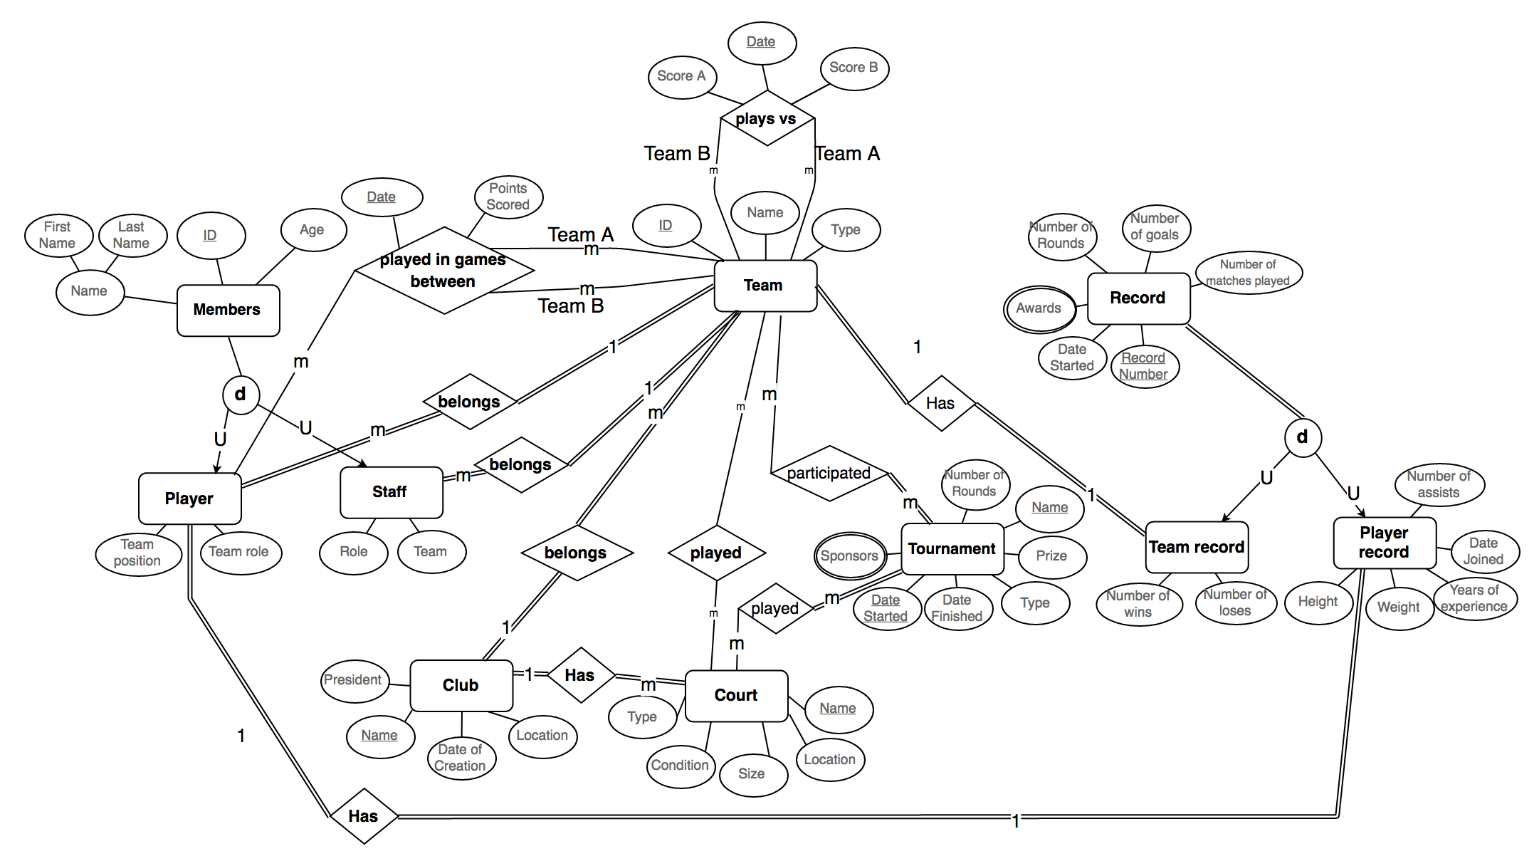 Date
Score A
Score B
plays vs
Team B
Team A
m
m
Date
Points
Scored
First
Name
Last
Name
ID
Age
Name
Members
played in games
between
Team A
m
m
Team B
ID
Name
Type
Team
Number of
Rounds
Number
of goals
Number of
matches played
Record
Awards
Date
Started
Record
Number
d
U
U
m
m
belongs
1
m
belongs
1
m
m
m
1
Has
1
d
U
U
Player
Team
position
Team role
Staff
Role
Team
belongs
1
played
m
participated
m
Number of
Rounds
Name
Tournament
Sponsors
Prize
Date
Started
Date
Finished
Type
played
m
m
Team record
Number of
wins
Number of
loses
Player
record
Number of
assists
Date
Joined
Years of
experience
Height
Weight
President
Club
Name
Date of
Creation
Location
1
Has
m
Court
Type
Condition
Size
Location
Name
1
Has
1